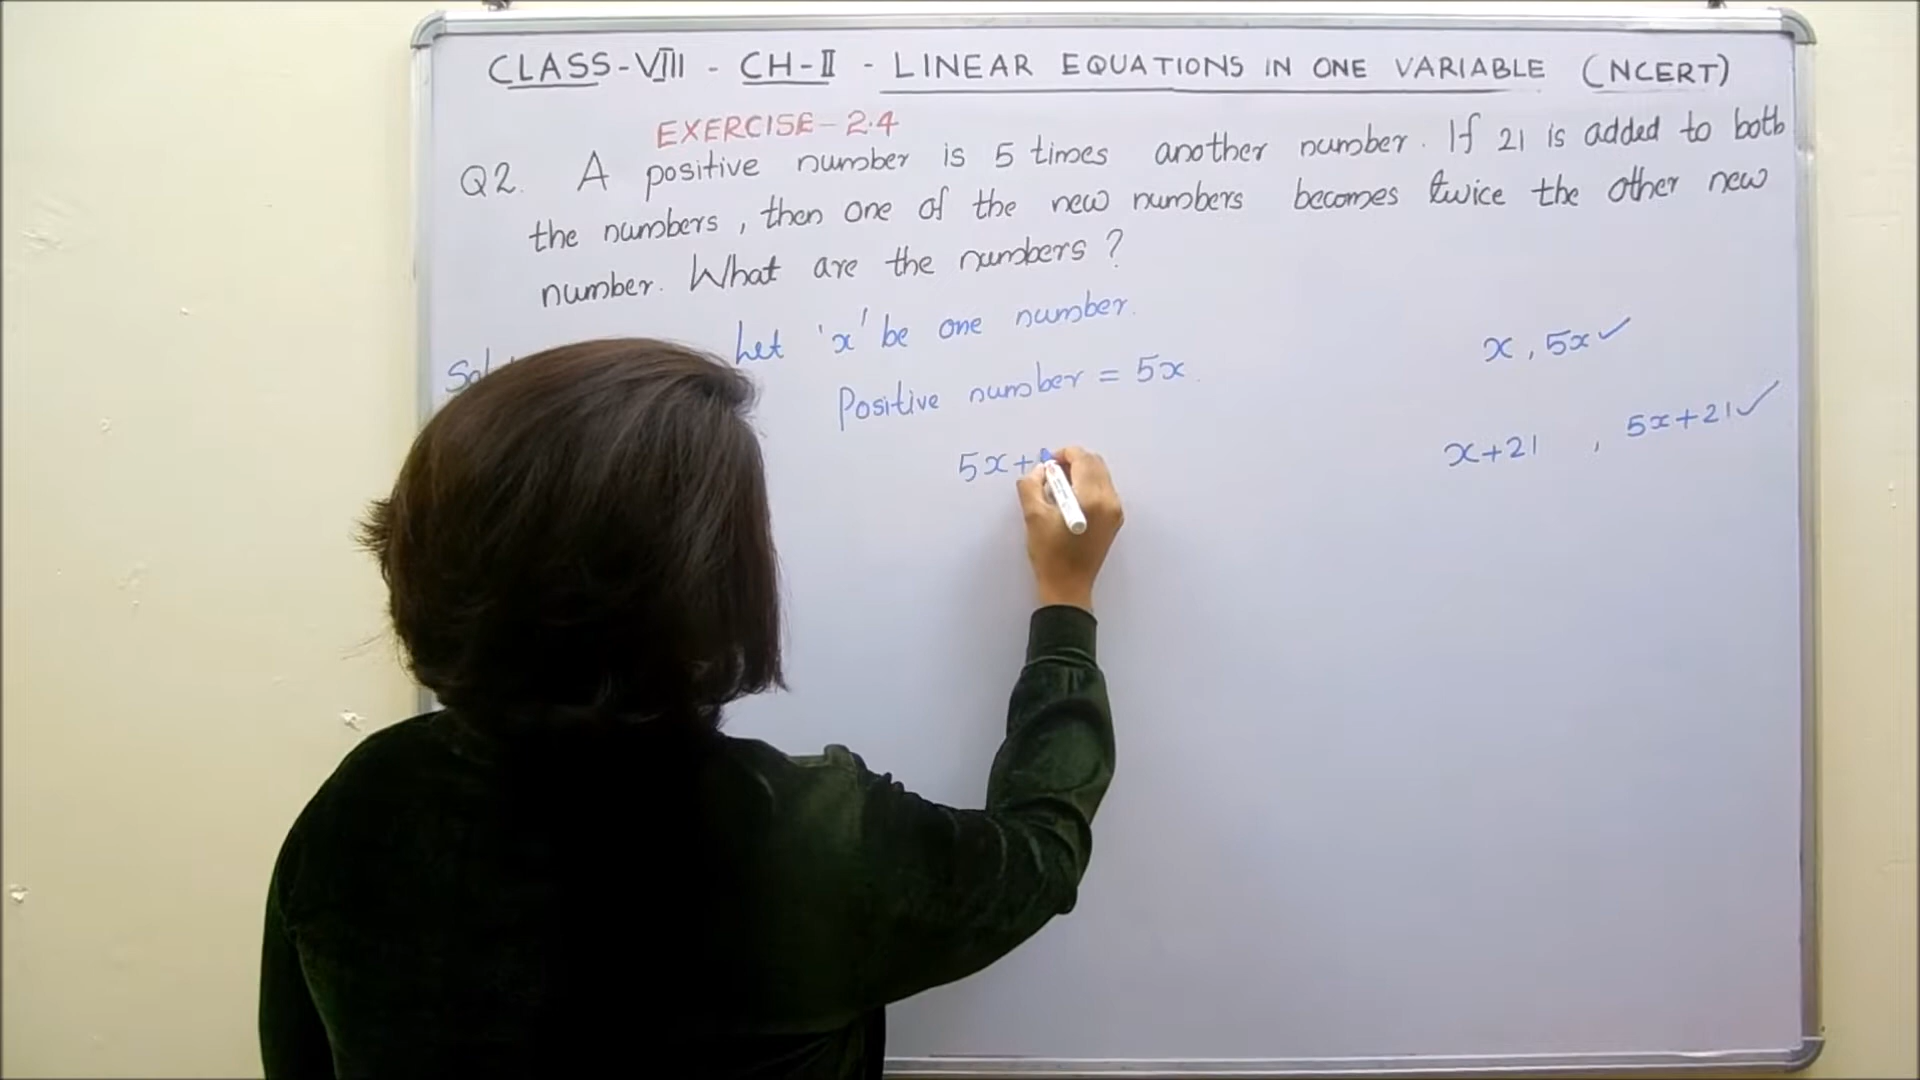 CLASS-VIII - CH-II - LINEAR EQUATIONS IN ONE VARIABLE (NCERT)
EXERCISE-2.4
Q2. A positive number is 5 times another number. If 21 is added to both
the numbers, then one of the new numbers becomes twice the other new
number. What are the numbers?
Let 'x' be one number.
Positive number = 5x.
x, 5x ✓
x+21, 5x+21 ✓
5x+